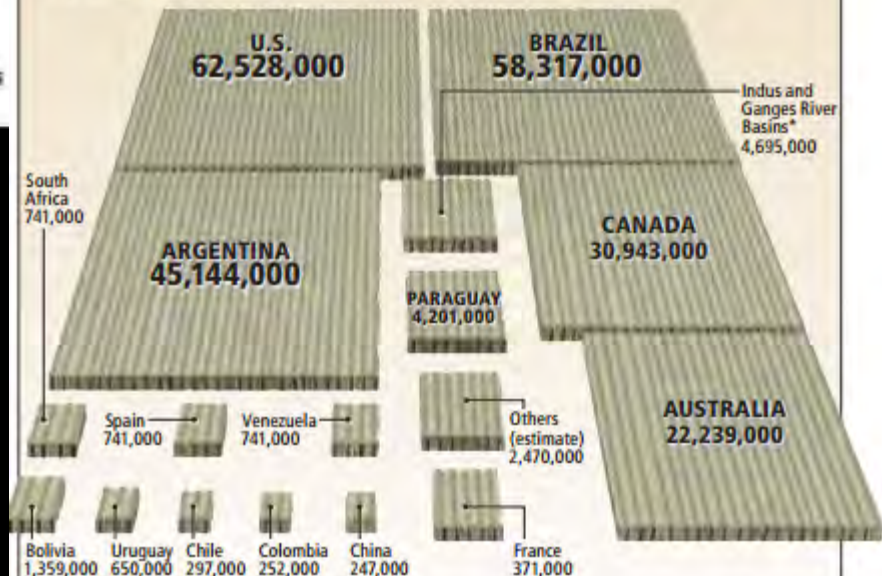 U.S.
62,528,000
BRAZIL
58,317,000
Indus and
Ganges River
Basins*
4,695,000
South
Africa
741,000
ARGENTINA
45,144,000
CANADA
30,943,000
PARAGUAY
4,201,000
AUSTRALIA
22,239,000
Spain
741,000
Venezuela
741,000
Others
(estimate)
2,470,000
Bolivia
1,359,000
Uruguay
650,000
Chile
297,000
Colombia
252,000
China
247,000
France
371,000